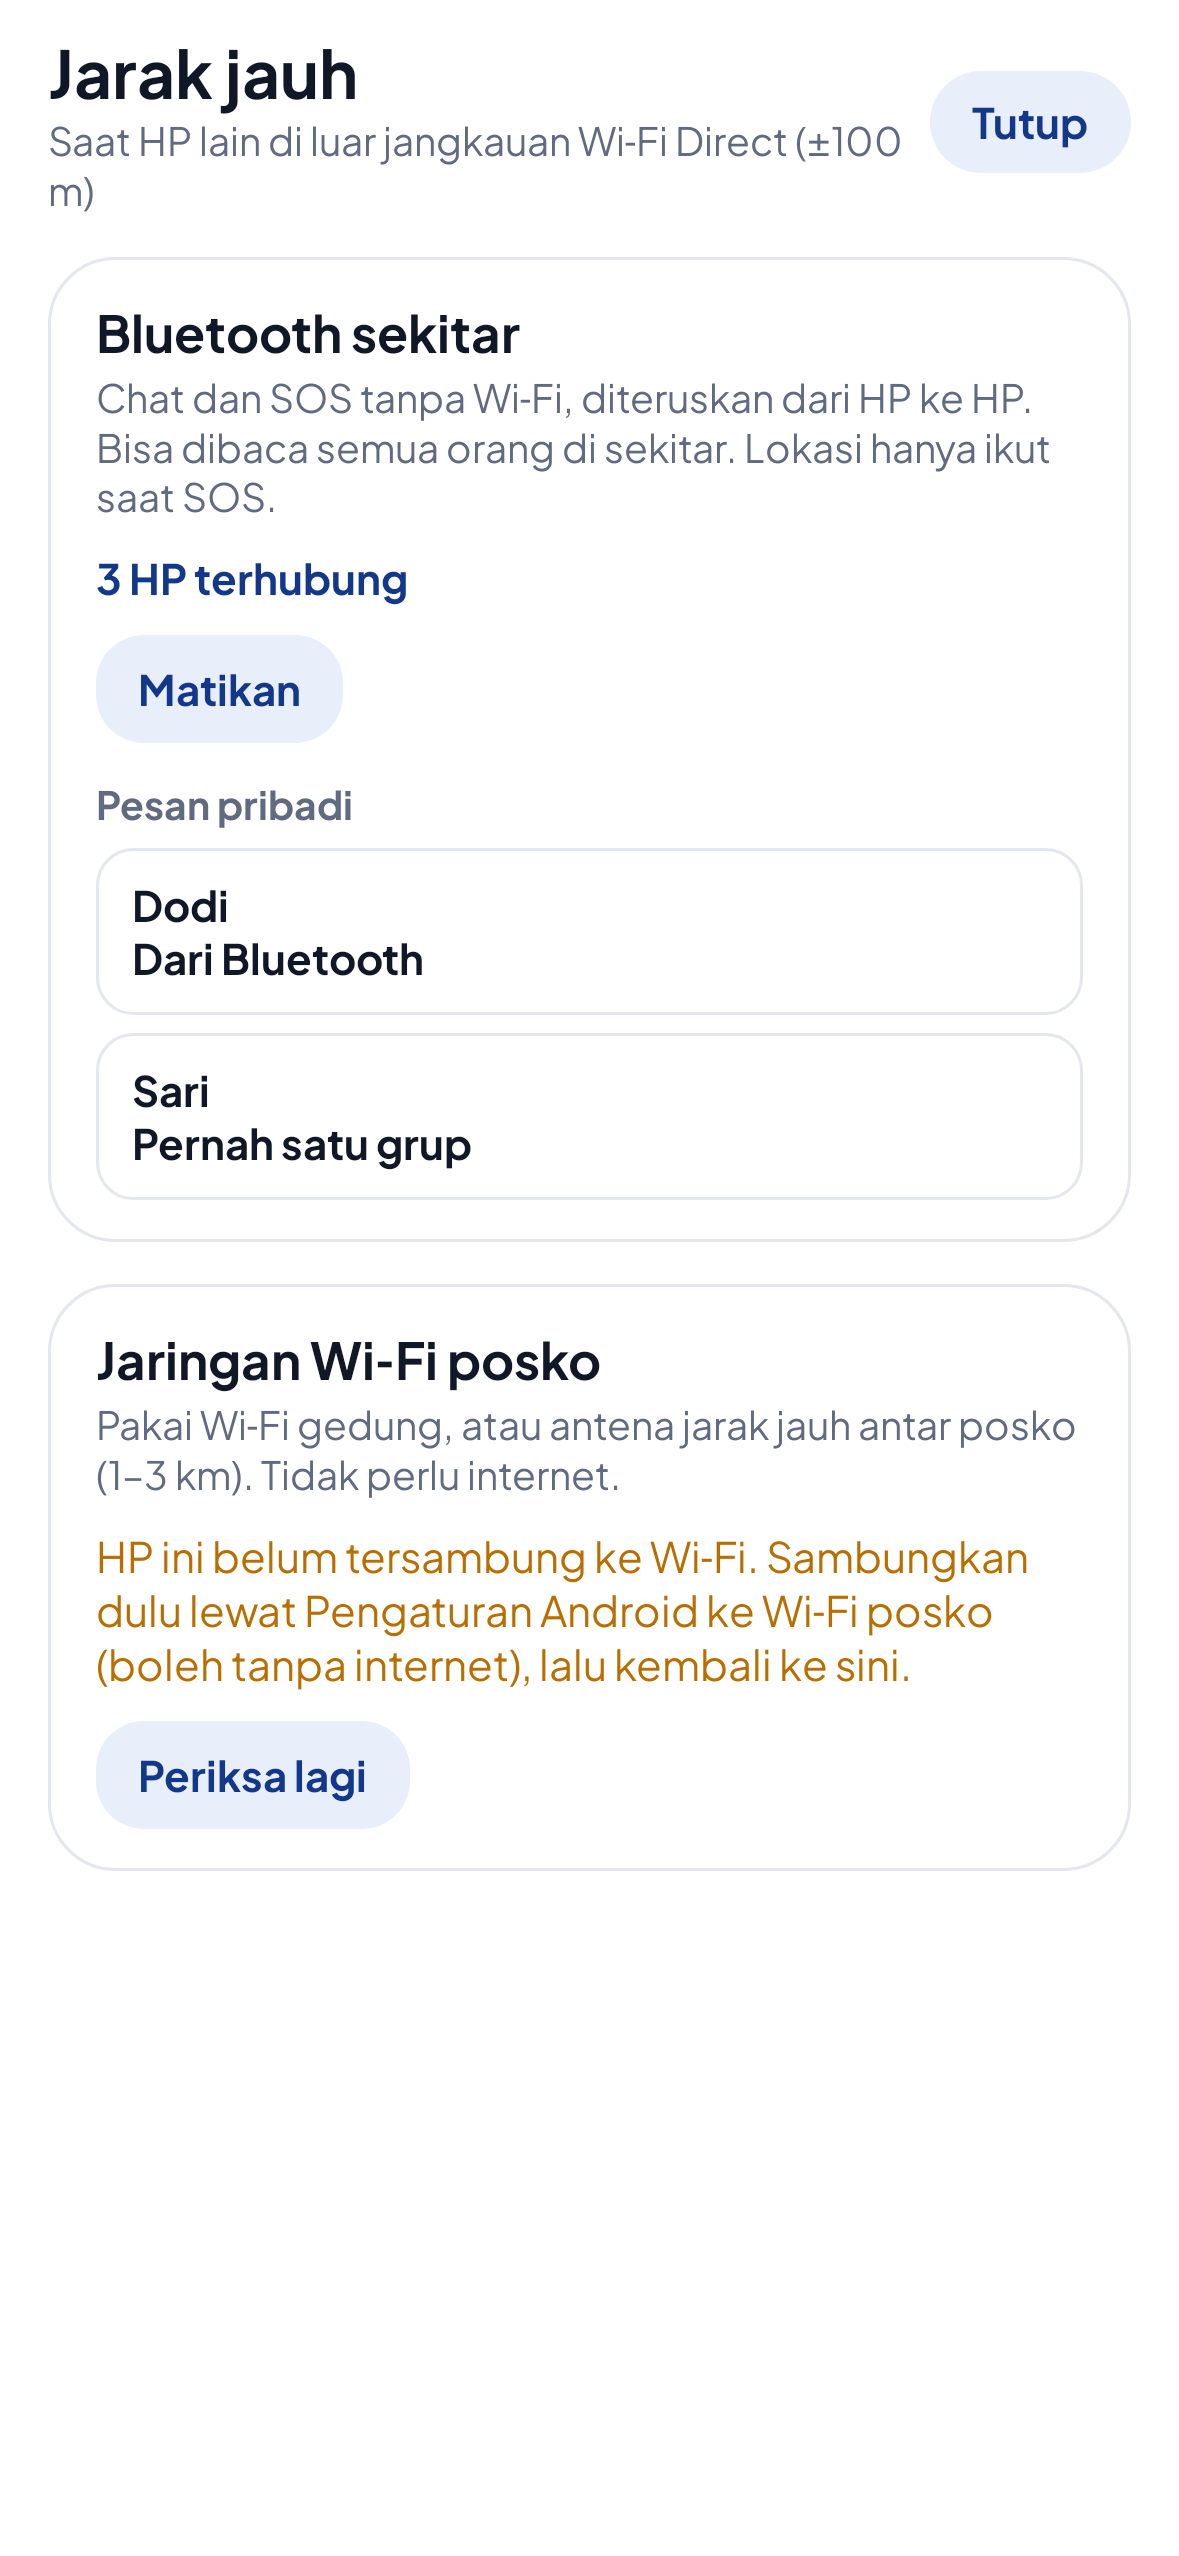 Jarak jauh
Saat HP lain di luar jangkauan Wi-Fi Direct (±100
m)
Tutup
Bluetooth sekitar
Chat dan SOS tanpa Wi-Fi, diteruskan dari HP ke HP.
Bisa dibaca semua orang di sekitar. Lokasi hanya ikut
saat SOS.
3 HP terhubung
Matikan
Pesan pribadi
Dodi
Dari Bluetooth
Sari
Pernah satu grup
Jaringan Wi-Fi posko
Pakai Wi-Fi gedung, atau antena jarak jauh antar posko
(1–3 km). Tidak perlu internet.
HP ini belum tersambung ke Wi-Fi. Sambungkan
dulu lewat Pengaturan Android ke Wi-Fi posko
(boleh tanpa internet), lalu kembali ke sini.
Periksa lagi